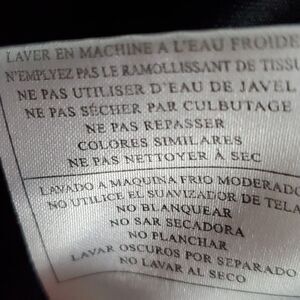 LAVER EN MACHINE A L'EAU FROIDE
N'EMPLYEZ PAS LE RAMOLLISSANT DE TISSU
NE PAS UTILISER D'EAU DE JAVEL
NE PAS SÉCHER PAR CULBUTAGE
NE PAS REPASSER
COLORES SIMILARES
NE PAS NETTOYER À SEC
LAVADO A MAQUINA FRIO MODERADO
NO UTILICE EL SUAVIZADOR DE TELA
NO BLANQUEAR
NO SAR SECADORA
NO PLANCHAR
LAVAR OSCUROS POR SEPARADO
NO LAVAR AL SECO